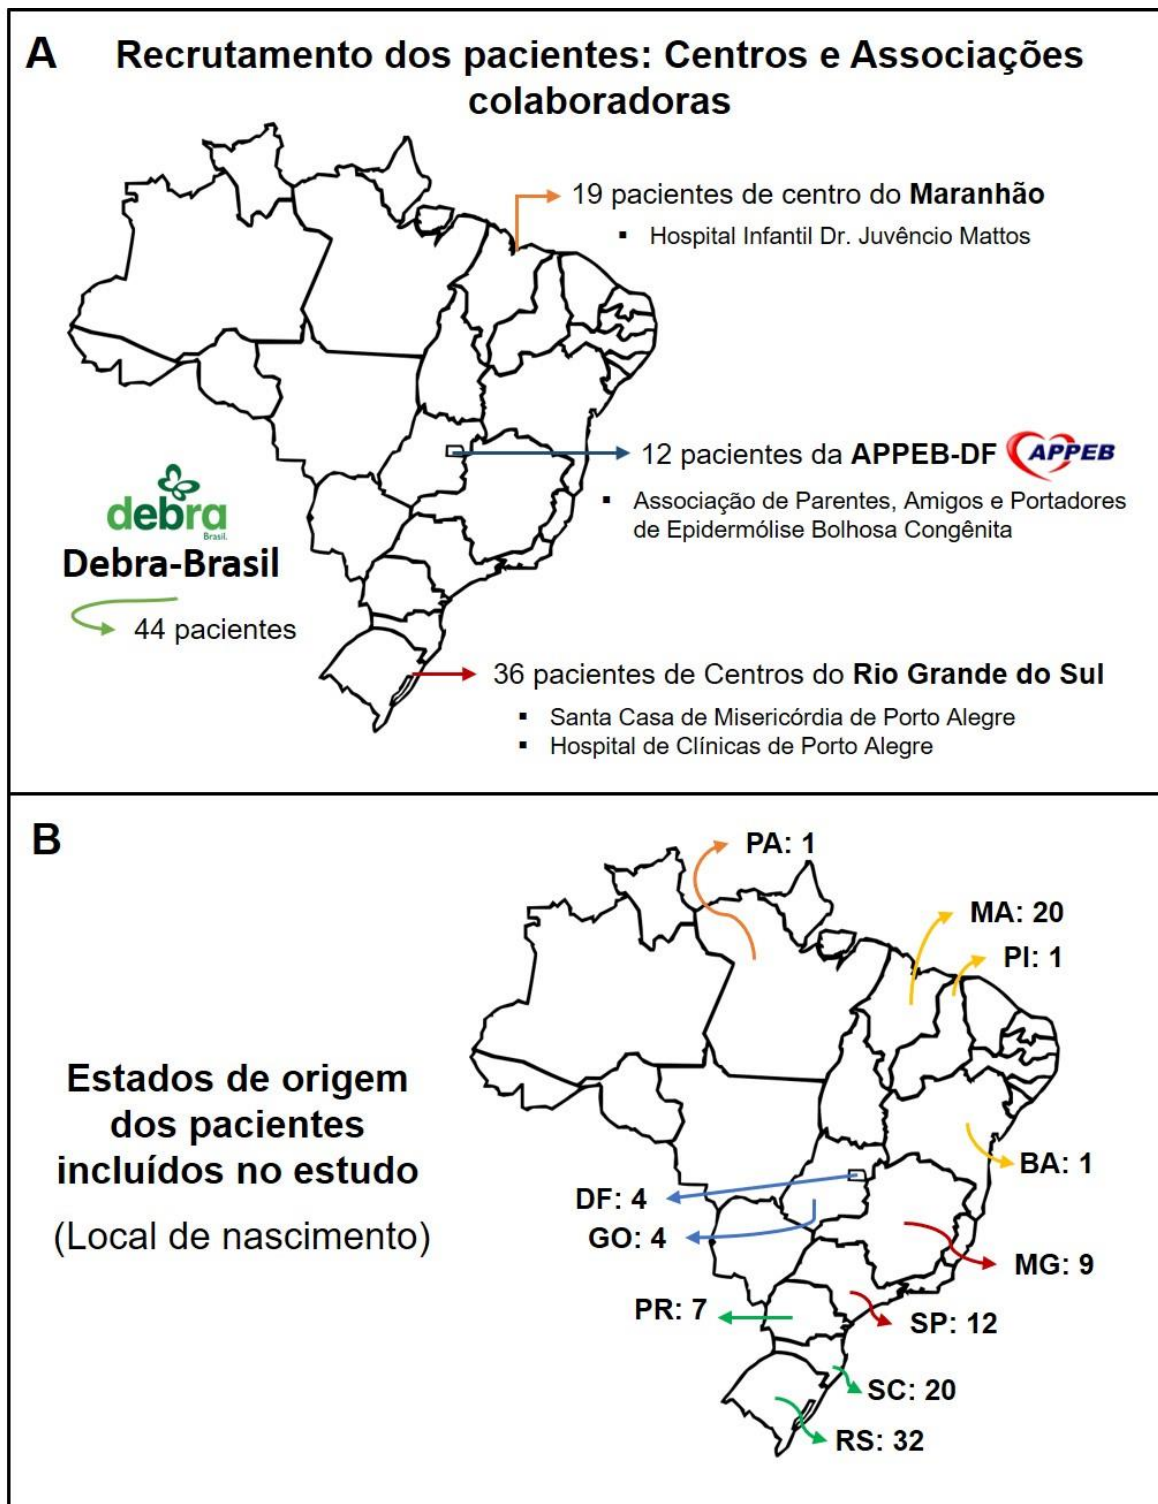 A
Recrutamento dos pacientes: Centros e Associações
colaboradoras
19 pacientes de centro do Maranhão
▪ Hospital Infantil Dr. Juvêncio Mattos
12 pacientes da APPEB-DF
APPEB
▪ Associação de Parentes, Amigos e Portadores
de Epidermólise Bolhosa Congênita
debra
Brasil.
Debra-Brasil
44 pacientes
36 pacientes de Centros do Rio Grande do Sul
▪ Santa Casa de Misericórdia de Porto Alegre
▪ Hospital de Clínicas de Porto Alegre
B
Estados de origem
dos pacientes
incluídos no estudo
(Local de nascimento)
PA: 1
MA: 20
PI: 1
BA: 1
DF: 4
GO: 4
MG: 9
PR: 7
SP: 12
SC: 20
RS: 32